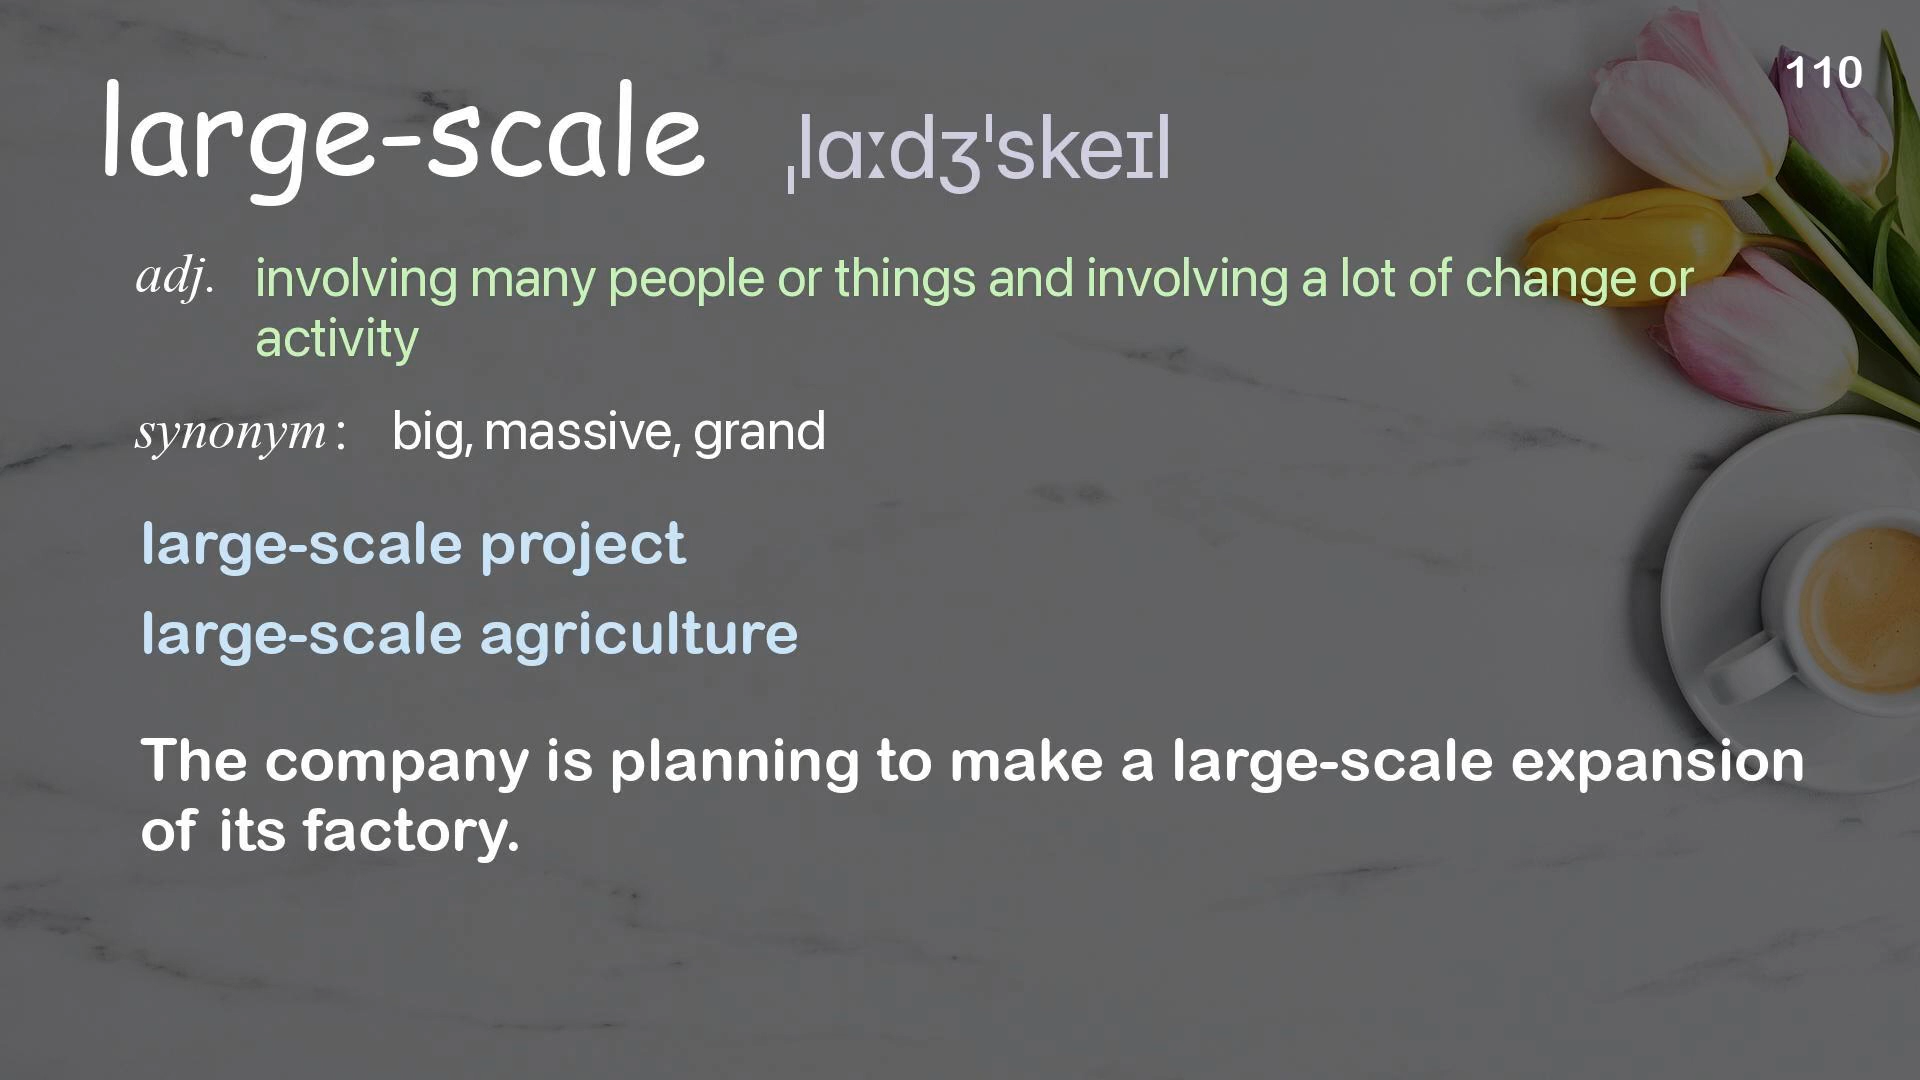 110
large-scale ˌlɑːdʒˈskeɪl
adj. involving many people or things and involving a lot of change or
activity
synonym: big, massive, grand
large-scale project
large-scale agriculture
The company is planning to make a large-scale expansion
of its factory.